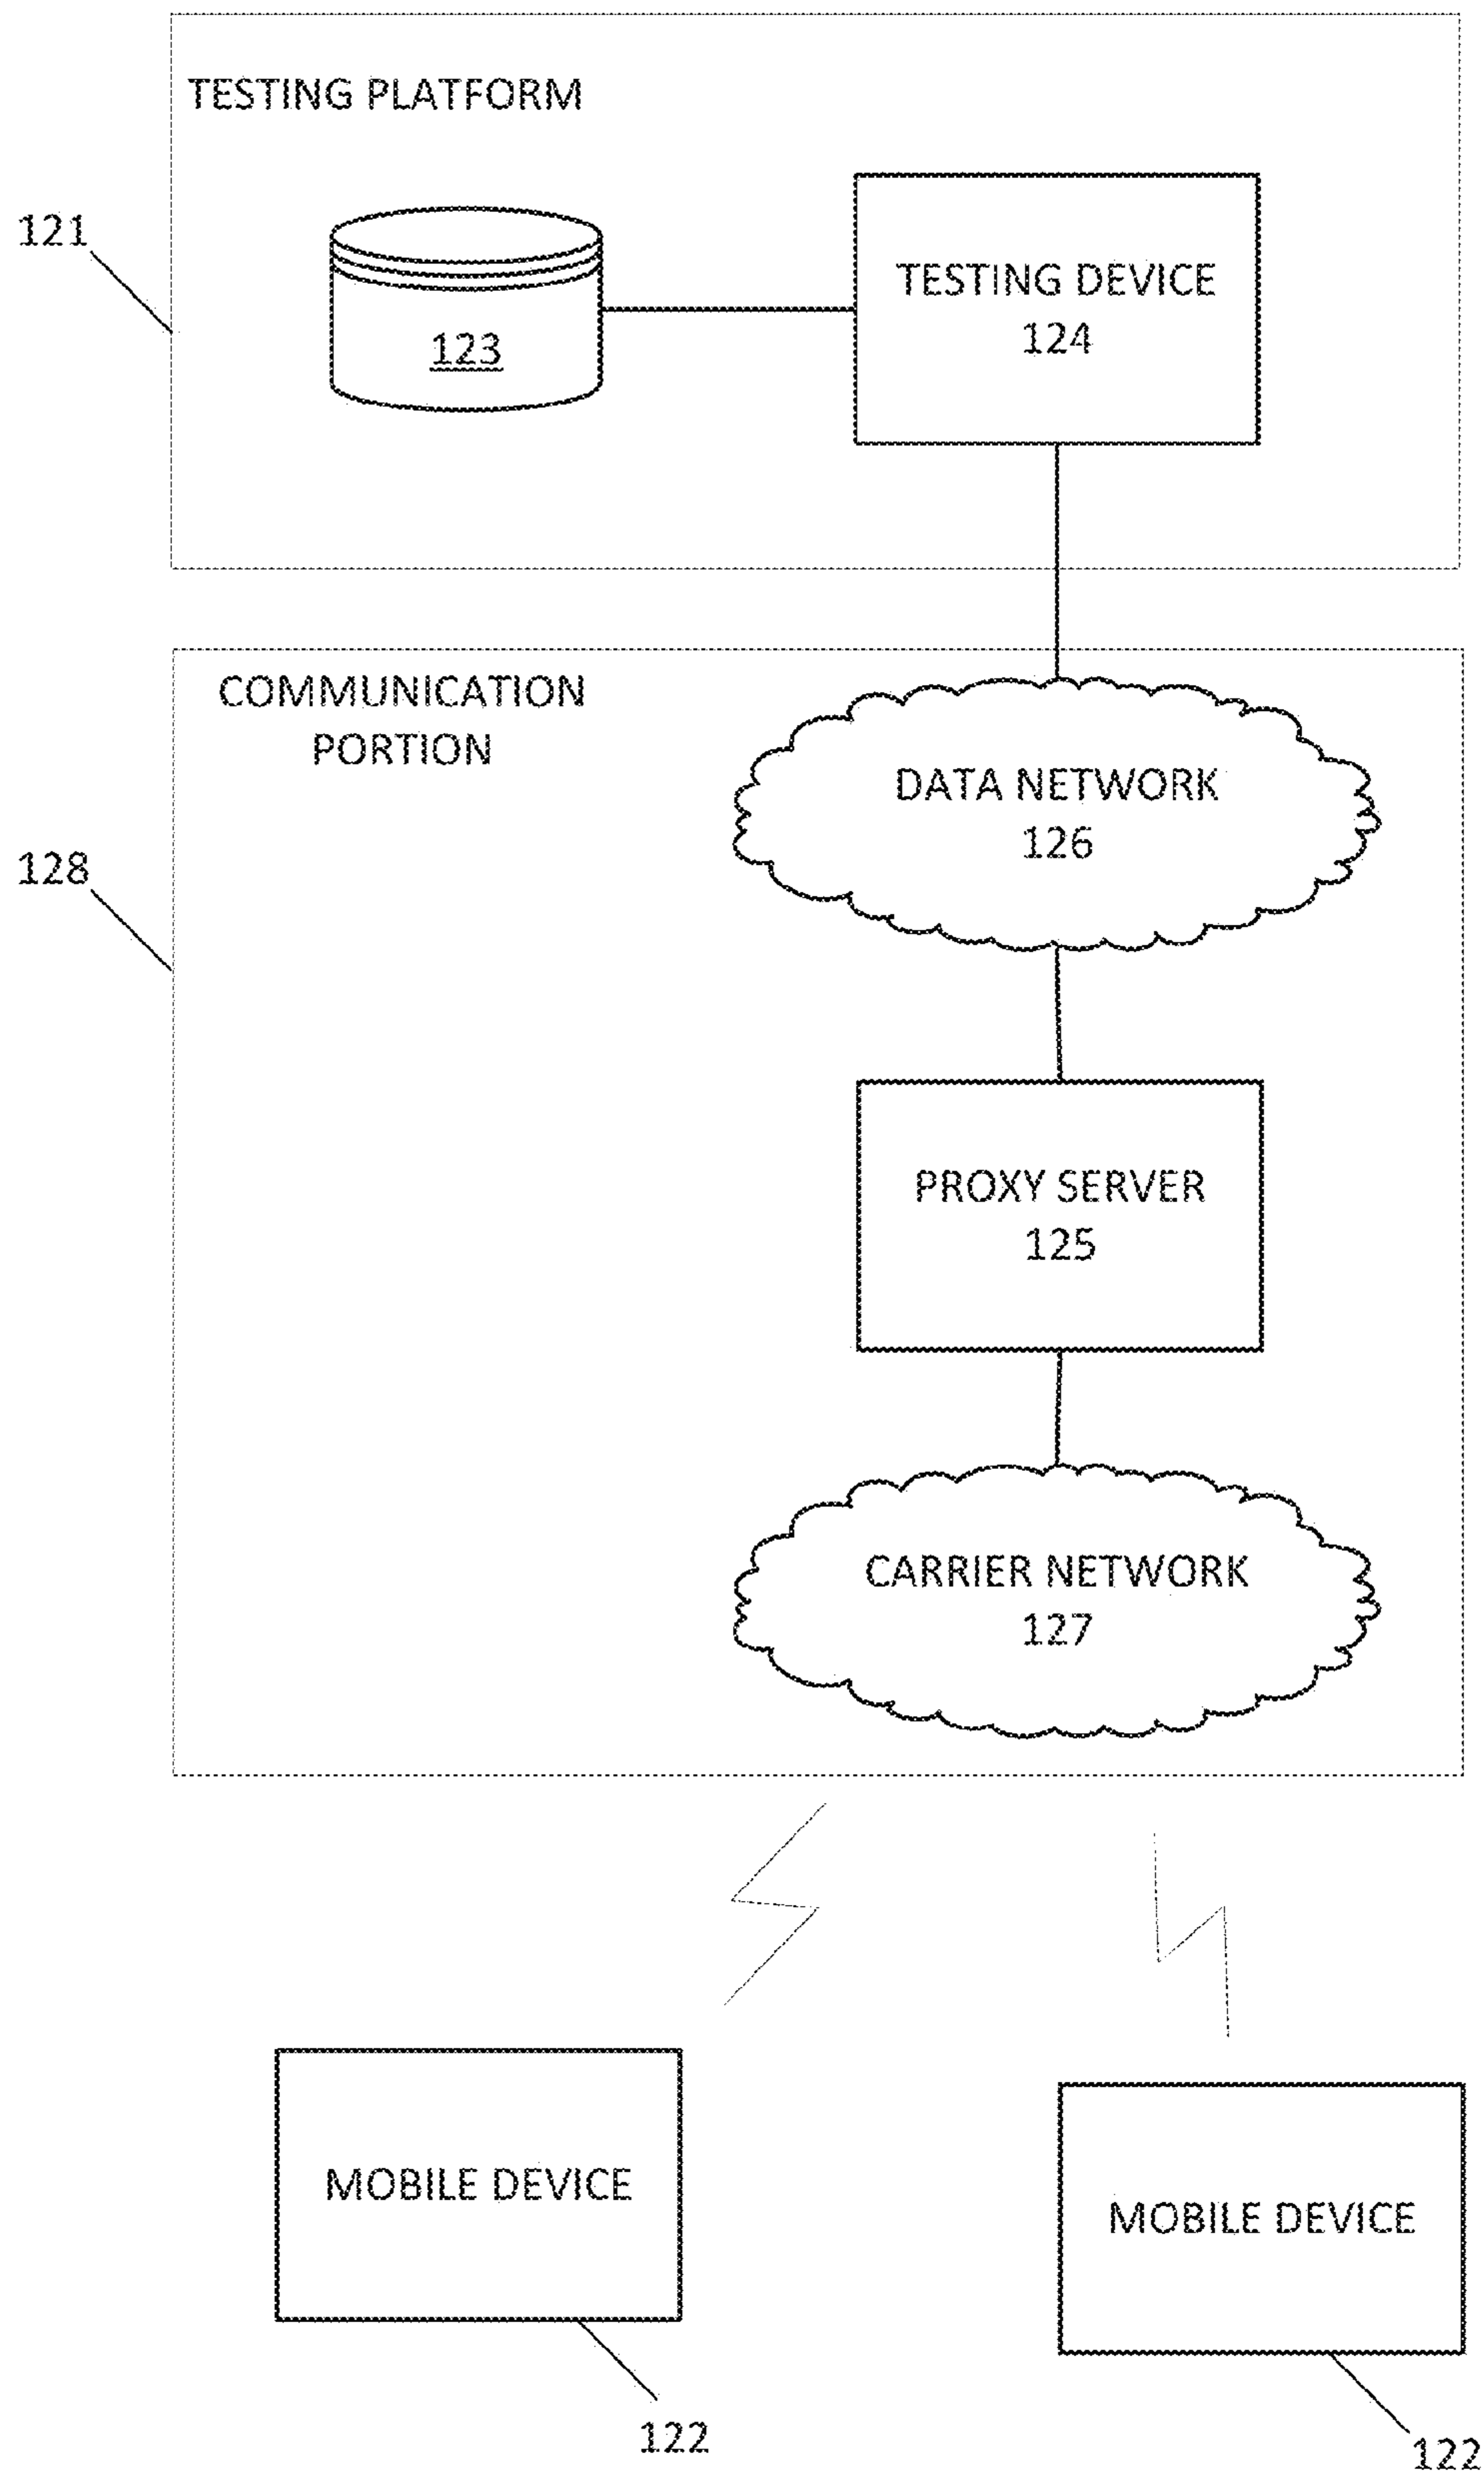 TESTING PLATFORM
121
TESTING DEVICE
124
123
COMMUNICATION
PORTION
DATA NETWORK
126
128
PROXY SERVER
125
CARRIER NETWORK
127
MOBILE DEVICE
MOBILE DEVICE
122
122